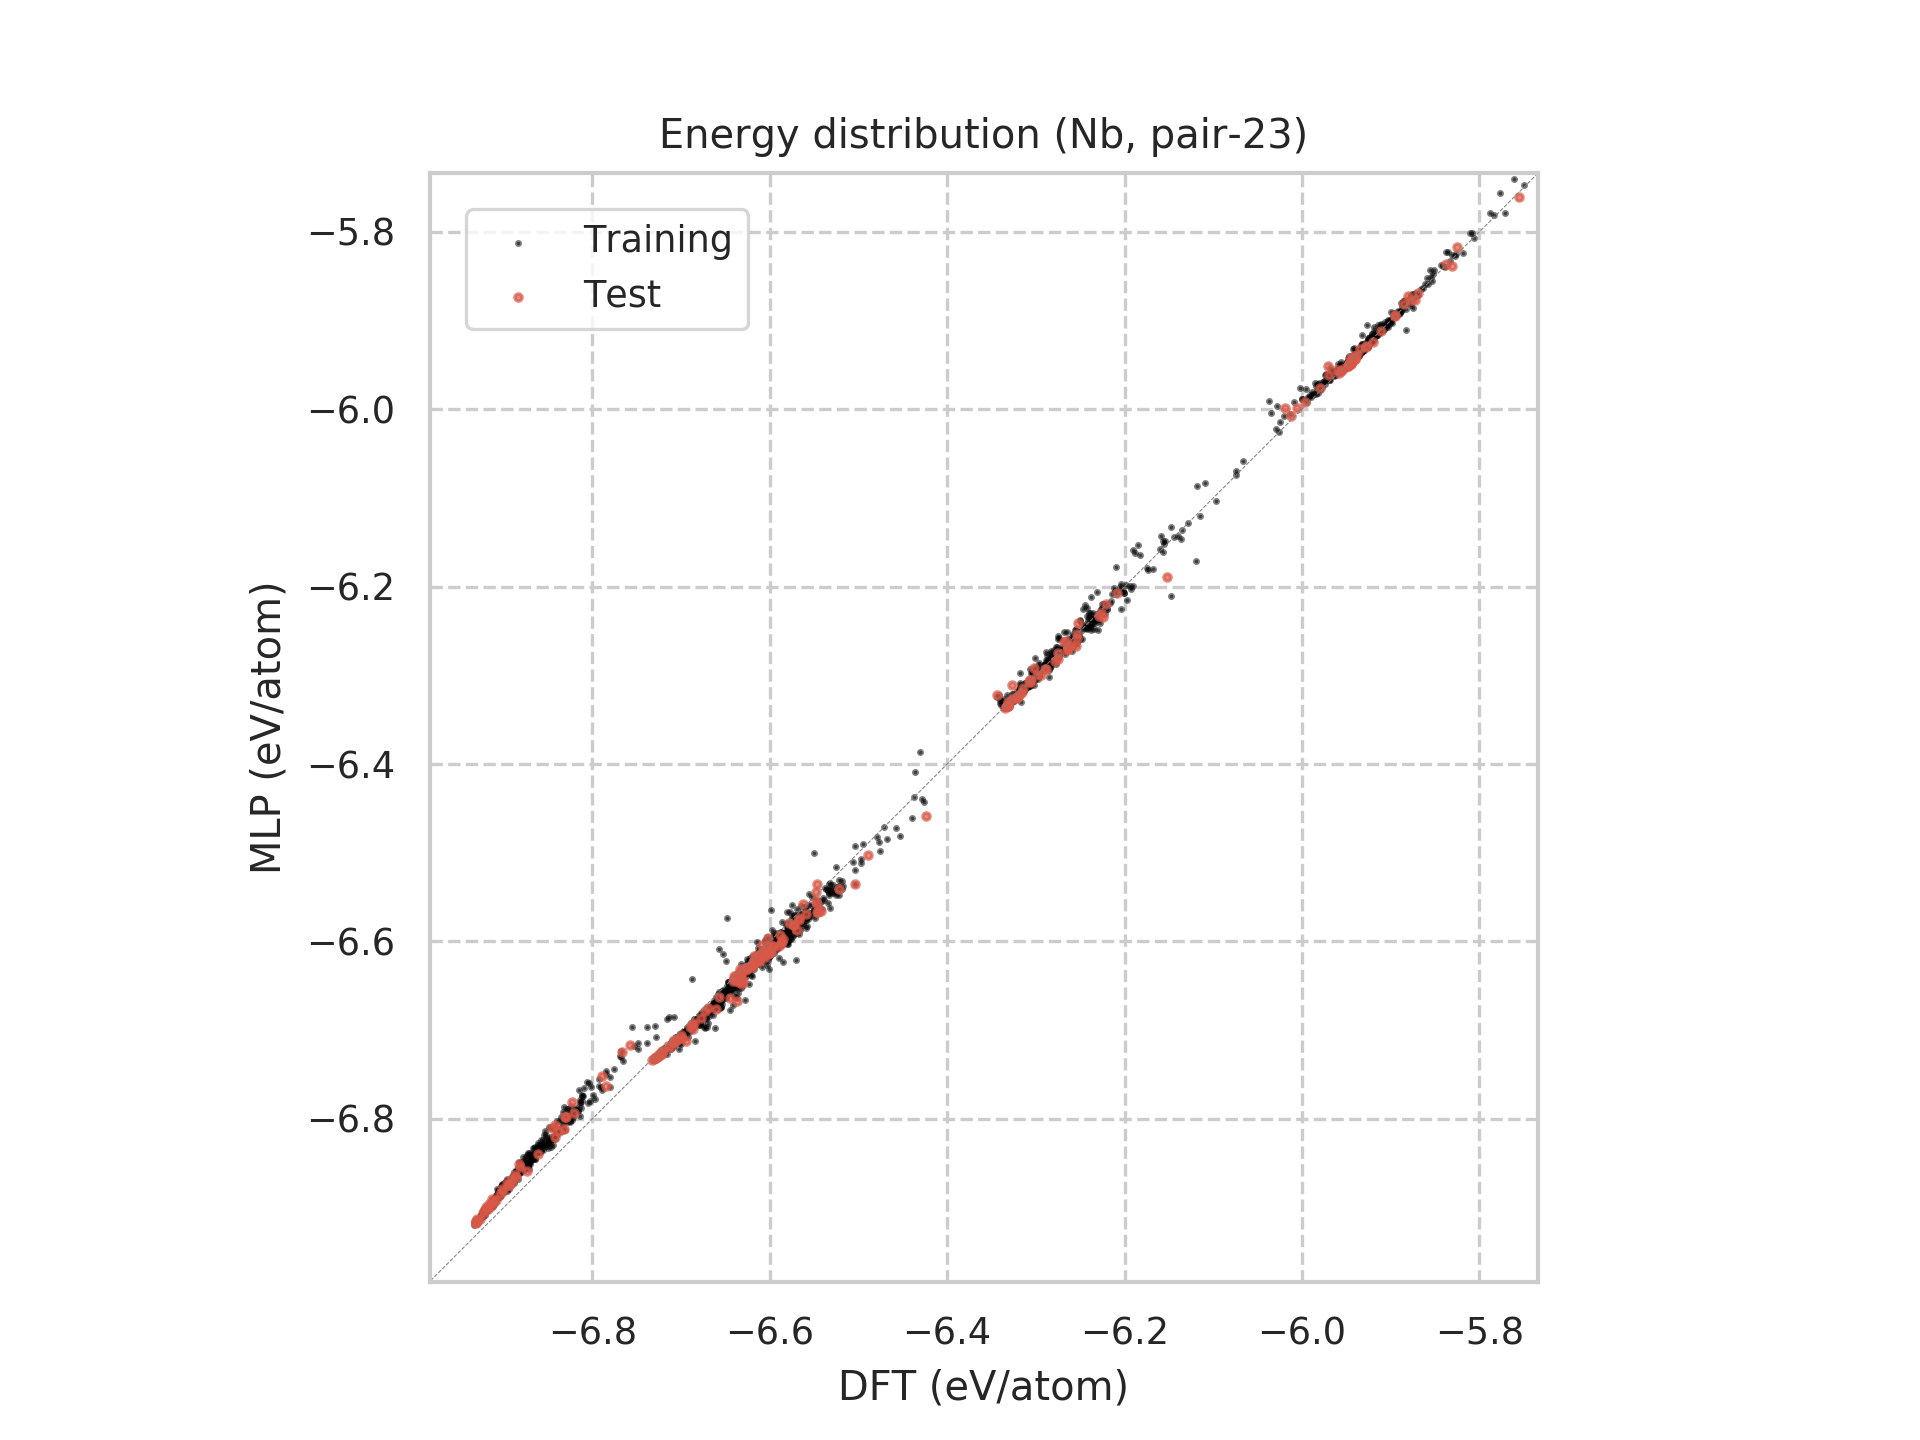 Energy distribution (Nb, pair-23)
Training
Test
MLP (eV/atom)
−5.8
−6.0
−6.2
−6.4
−6.6
−6.8
−6.8 −6.6 −6.4 −6.2 −6.0 −5.8
DFT (eV/atom)